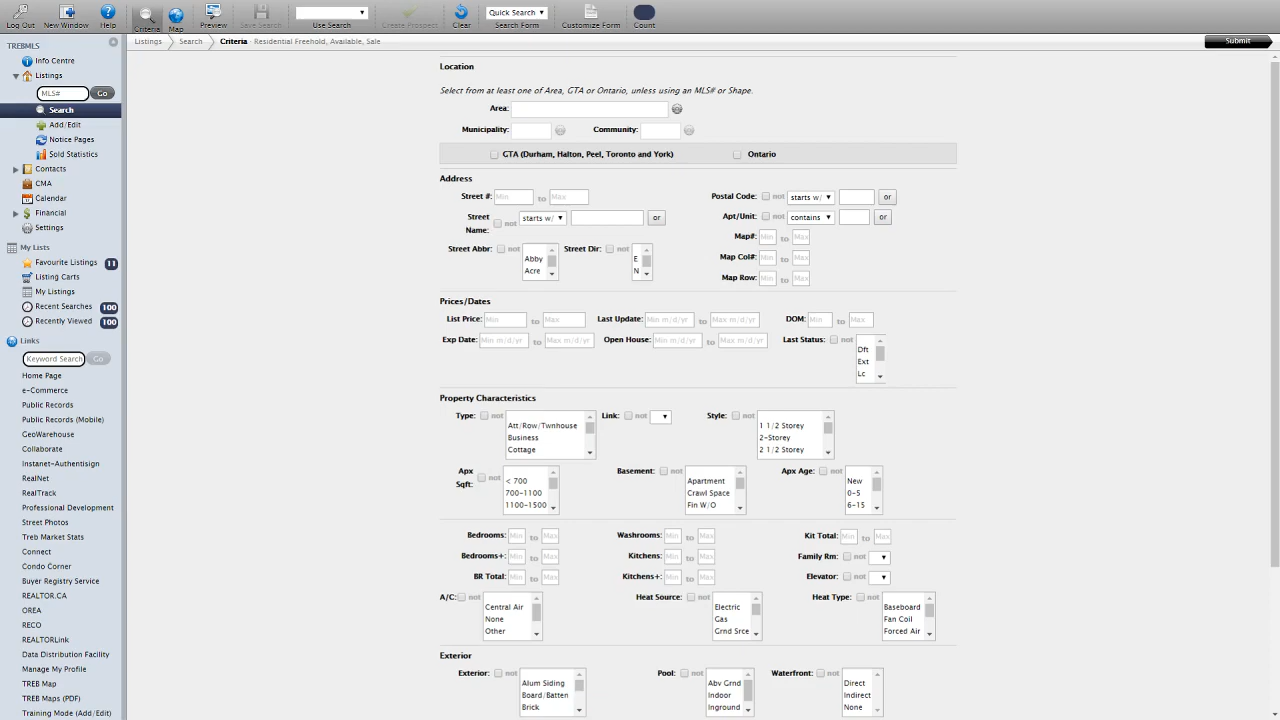 Log Out New Window Help Criteria Map Preview Save Search Use Search Create Prospect Clear Quick Search Search Form Customize Form Count
TREBMLS
Listings Search Criteria - Residential Freehold, Available, Sale Submit
Info Centre
Listings
MLS# Go
Search
Add/Edit
Notice Pages
Sold Statistics
Contacts
CMA
Calendar
Financial
Settings
My Lists
Favourite Listings 11
Listing Carts
My Listings
Recent Searches 100
Recently Viewed 100
Links
Keyword Search Go
Home Page
e-Commerce
Public Records
Public Records (Mobile)
GeoWarehouse
Collaborate
Instanet-Authentisign
RealNet
RealTrack
Professional Development
Street Photos
Treb Market Stats
Connect
Condo Corner
Buyer Registry Service
REALTOR.CA
OREA
RECO
REALTORLink
Data Distribution Facility
Manage My Profile
TREB Map
TREB Maps (PDF)
Training Mode (Add/Edit)
Location
Select from at least one of Area, GTA or Ontario, unless using an MLS# or Shape.
Area:
Municipality: Community:
GTA (Durham, Halton, Peel, Toronto and York) Ontario
Address
Street #: Min to Max Postal Code: not starts w/ or
Street Name: not starts w/ or Apt/Unit: not contains or
Map#: Min to Max
Street Abbr: not Abby Acre Street Dir: not E N Map Col#: Min to Max
Map Row: Min to Max
Prices/Dates
List Price: Min to Max Last Update: Min m/d/yr to Max m/d/yr DOM: Min to Max
Exp Date: Min m/d/yr to Max m/d/yr Open House: Min m/d/yr to Max m/d/yr Last Status: not
Dft
Ext
Lc
Property Characteristics
Type: not Link: not Style: not
Att/Row/Twnhouse 1 1/2 Storey
Business 2-Storey
Cottage 2 1/2 Storey
Apx Sqft: not Basement: not Apx Age: not
< 700 Apartment New
700-1100 Crawl Space 0-5
1100-1500 Fin W/O 6-15
Bedrooms: Min to Max Washrooms: Min to Max Kit Total: Min to Max
Bedrooms+: Min to Max Kitchens: Min to Max Family Rm: not
BR Total: Min to Max Kitchens+: Min to Max Elevator: not
A/C: not Heat Source: not Heat Type: not
Central Air Electric Baseboard
None Gas Fan Coil
Other Grnd Srce Forced Air
Exterior
Exterior: not Pool: not Waterfront: not
Alum Siding Abv Grnd Direct
Board/Batten Indoor Indirect
Brick Inground None